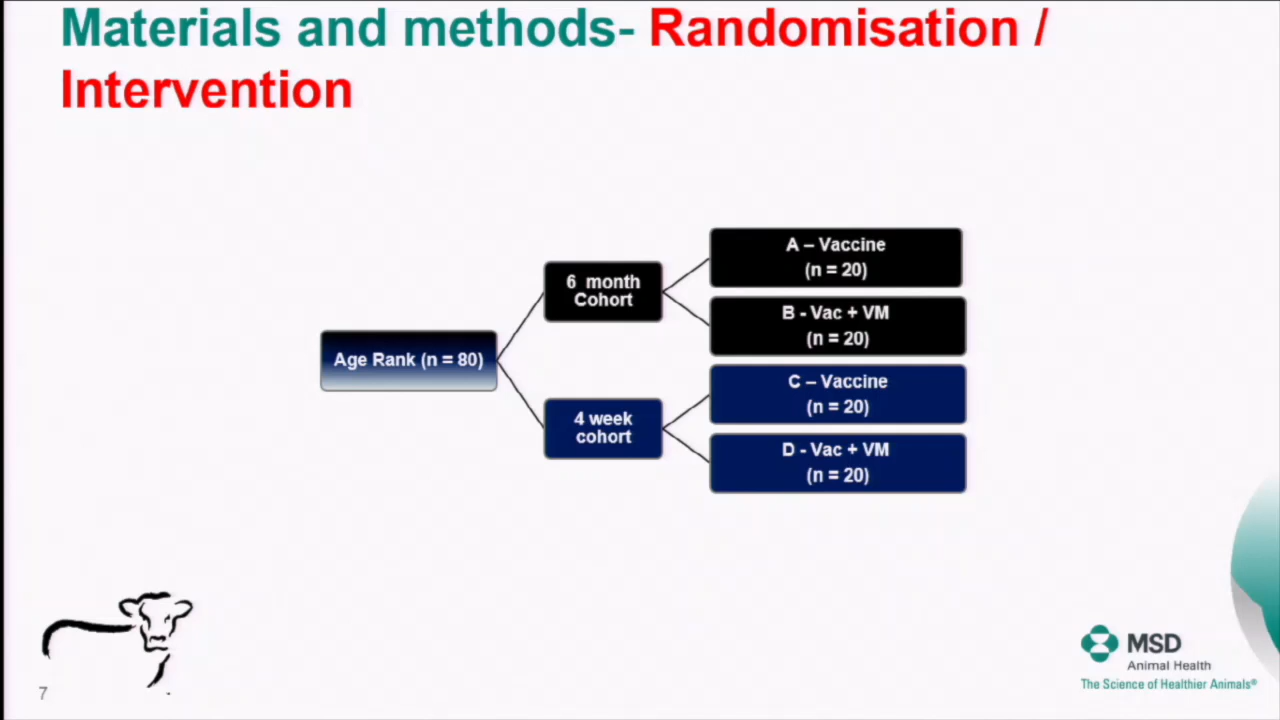 Materials and methods- Randomisation /
Intervention
Age Rank (n = 80)
6 month
Cohort
4 week
cohort
A – Vaccine
(n = 20)
B - Vac + VM
(n = 20)
C – Vaccine
(n = 20)
D - Vac + VM
(n = 20)
7
MSD
Animal Health
The Science of Healthier Animals®